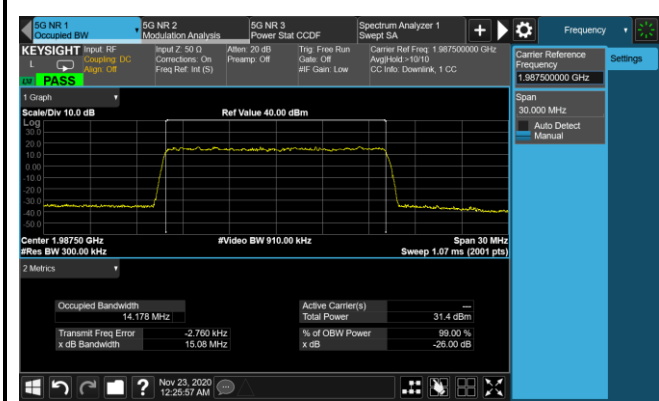 5G NR 1
Occupied BW
5G NR 2
Modulation Analysis
5G NR 3
Power Stat CCDF
Spectrum Analyzer 1
Swept SA
+
Frequency
KEYSIGHT
L
Input: RF
Coupling: DC
Align: Off
Input Z: 50 Ω
Corrections: On
Freq Ref: Int (S)
Atten: 20 dB
Preamp: Off
Trig: Free Run
Gate: Off
#IF Gain: Low
Carrier Ref Freq: 1.987500000 GHz
Avg|Hold:>10/10
CC Info: Downlink, 1 CC
LM PASS
Carrier Reference
Frequency
1.987500000 GHz
Settings
Span
30.000 MHz
Auto Detect
Manual
1 Graph
Scale/Div 10.0 dB
Ref Value 40.00 dBm
Log
30.0
20.0
10.0
0.00
-10.0
-20.0
-30.0
-40.0
-50.0
Center 1.98750 GHz
#Video BW 910.00 kHz
Span 30 MHz
#Res BW 300.00 kHz
Sweep 1.07 ms (2001 pts)
2 Metrics
Occupied Bandwidth
14.178 MHz
Active Carrier(s) —
Total Power 31.4 dBm
Transmit Freq Error -2.760 kHz
% of OBW Power 99.00 %
x dB Bandwidth 15.08 MHz
x dB -26.00 dB
?
Nov 23, 2020
12:25:57 AM